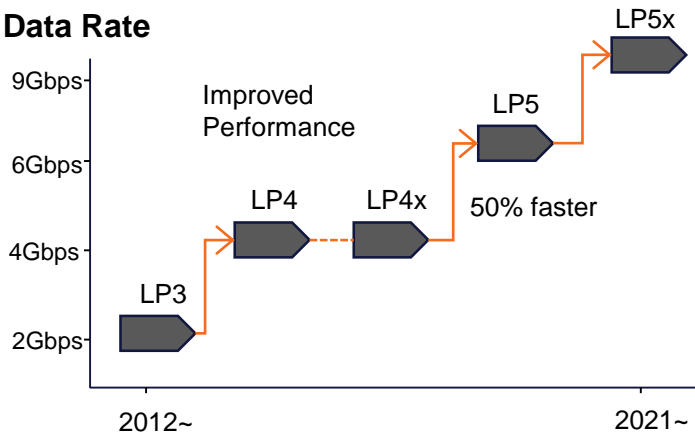 Data Rate
LP5x
9Gbps
Improved
Performance
LP5
6Gbps
LP4
LP4x
50% faster
4Gbps
LP3
2Gbps
2012~
2021~